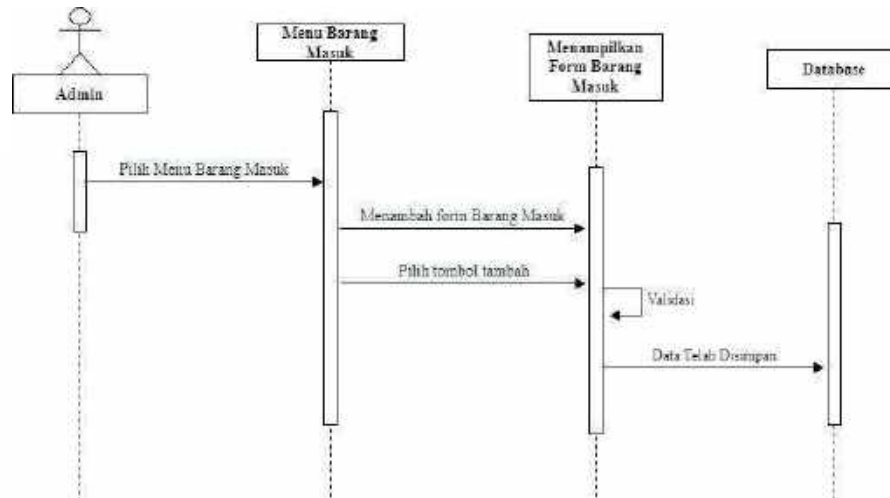 Menu Barang
Masuk
Menampilkan
Form Barang
Masuk
Database
Admin
Pilih Menu Barang Masuk
Menambah form Barang Masuk
Pilih tombol tambah
Validasi
Data Telah Disimpan